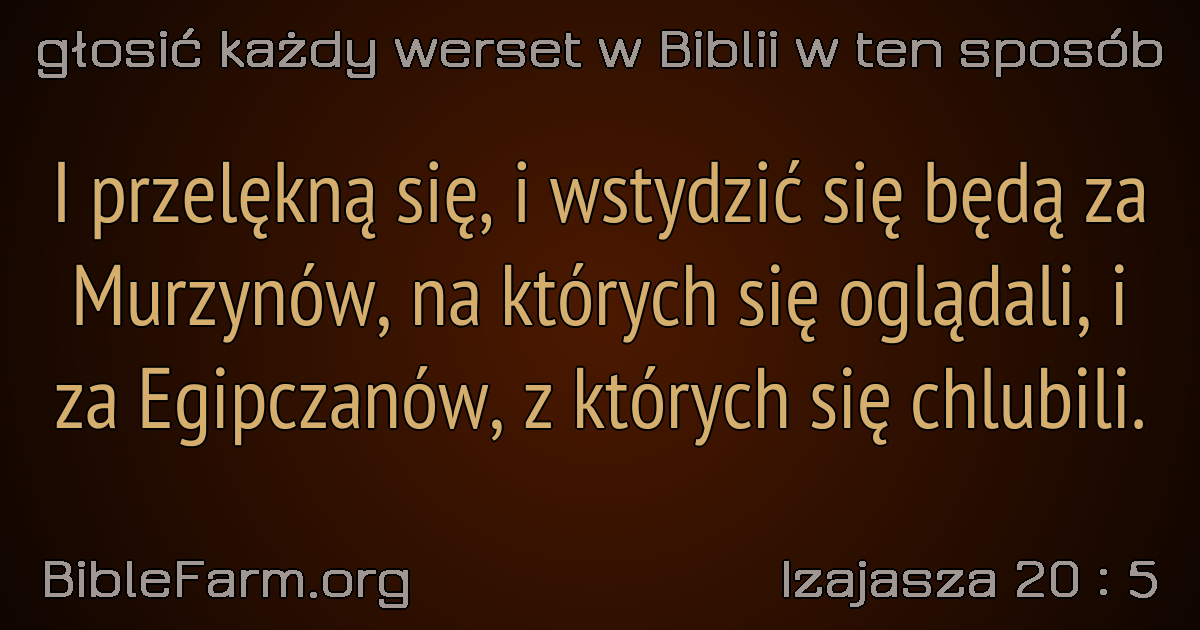 głosić każdy werset w Biblii w ten sposób
I przelękną się, i wstydzić się będą za
Murzynów, na których się oglądali, i
za Egipczanów, z których się chlubili.
BibleFarm.org
Izajasza 20 : 5